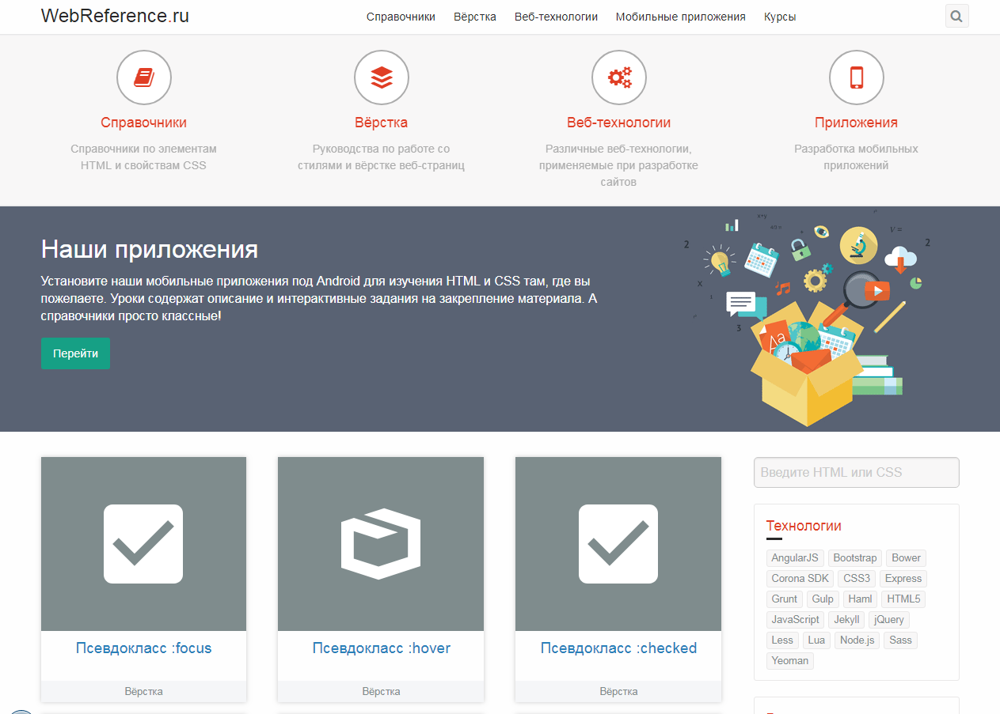 WebReference.ru
Справочники Вёрстка Веб-технологии Мобильные приложения Курсы
Справочники
Справочники по элементам
HTML и свойствам CSS
Вёрстка
Руководства по работе со
стилями и вёрстке веб-страниц
Веб-технологии
Различные веб-технологии,
применяемые при разработке
сайтов
Приложения
Разработка мобильных
приложений
Наши приложения
Установите наши мобильные приложения под Android для изучения HTML и CSS там, где вы
пожелаете. Уроки содержат описание и интерактивные задания на закрепление материала. А
справочники просто классные!
Перейти
2
x+y
V =
2
x
3
Aa
Псевдокласс :focus
Вёрстка
Псевдокласс :hover
Вёрстка
Псевдокласс :checked
Вёрстка
Введите HTML или CSS
Технологии
AngularJS Bootstrap Bower
Corona SDK CSS3 Express
Grunt Gulp Haml HTML5
JavaScript Jekyll jQuery
Less Lua Node.js Sass
Yeoman